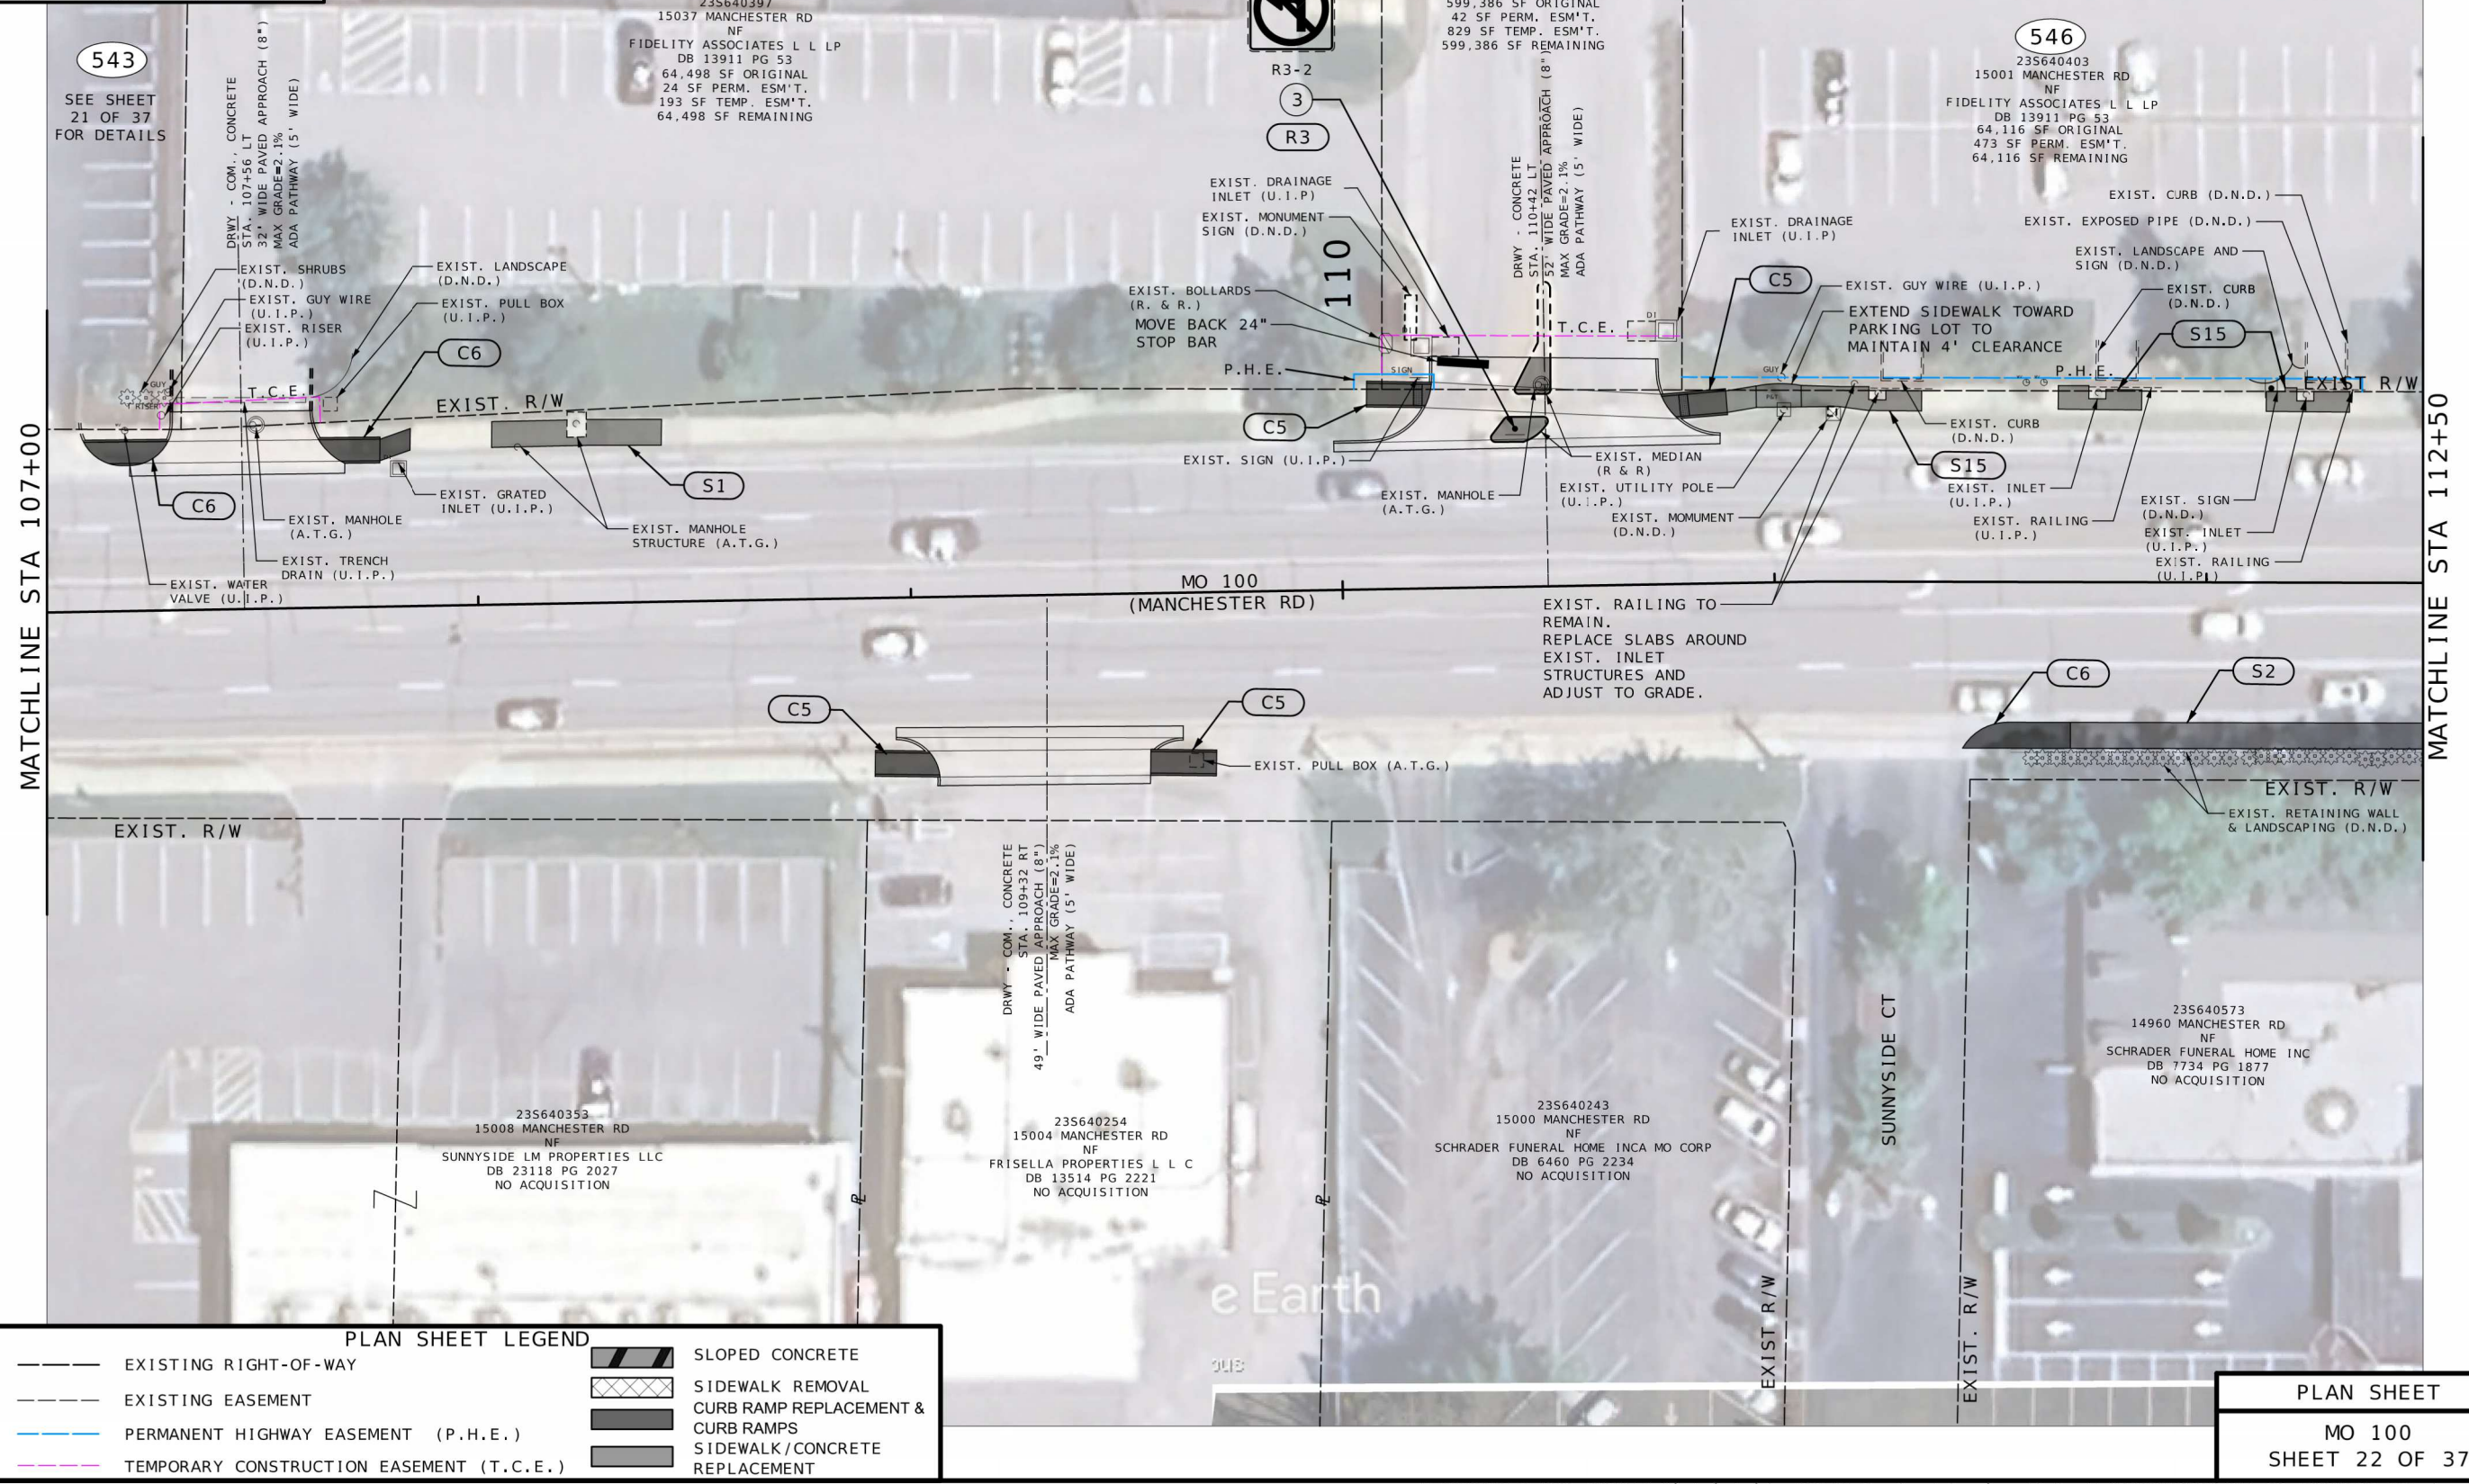 543
SEE SHEET
21 OF 37
FOR DETAILS
DRWY - COM., CONCRETE
STA. 107+56 LT
32' WIDE PAVED APPROACH (8")
MAX GRADE=2.1%
ADA PATHWAY (5' WIDE)
23S640397
15037 MANCHESTER RD
NF
FIDELITY ASSOCIATES L L LP
DB 13911 PG 53
64,498 SF ORIGINAL
24 SF PERM. ESM'T.
193 SF TEMP. ESM'T.
64,498 SF REMAINING
R3-2
3
R3
599,386 SF ORIGINAL
42 SF PERM. ESM'T.
829 SF TEMP. ESM'T.
599,386 SF REMAINING
DRWY - CONCRETE
STA. 110+42 LT
52' WIDE PAVED APPROACH (8")
MAX GRADE=2.1%
ADA PATHWAY (5' WIDE)
546
23S640403
15001 MANCHESTER RD
NF
FIDELITY ASSOCIATES L L LP
DB 13911 PG 53
64,116 SF ORIGINAL
473 SF PERM. ESM'T.
64,116 SF REMAINING
EXIST. SHRUBS
(D.N.D.)
EXIST. GUY WIRE
(U.I.P.)
EXIST. RISER
(U.I.P.)
EXIST. LANDSCAPE
(D.N.D.)
EXIST. PULL BOX
(U.I.P.)
C6
GUY
RISER
T.C.E.
EXIST. R/W
C6
EXIST. MANHOLE
(A.T.G.)
EXIST. TRENCH
DRAIN (U.I.P.)
EXIST. WATER
VALVE (U.I.P.)
EXIST. GRATED
INLET (U.I.P.)
S1
EXIST. MANHOLE
STRUCTURE (A.T.G.)
EXIST. DRAINAGE
INLET (U.I.P)
EXIST. MONUMENT
SIGN (D.N.D.)
110
EXIST. BOLLARDS
(R. & R.)
MOVE BACK 24"
STOP BAR
P.H.E.
SIGN
C5
EXIST. SIGN (U.I.P.)
T.C.E.
DI
EXIST. MANHOLE
(A.T.G.)
EXIST. MEDIAN
(R & R)
EXIST. UTILITY POLE
(U.I.P.)
EXIST. MOMUMENT
(D.N.D.)
EXIST. DRAINAGE
INLET (U.I.P)
C5
EXIST. GUY WIRE (U.I.P.)
EXTEND SIDEWALK TOWARD
PARKING LOT TO
MAINTAIN 4' CLEARANCE
GUY
EXIST. CURB (D.N.D.)
EXIST. EXPOSED PIPE (D.N.D.)
EXIST. LANDSCAPE AND
SIGN (D.N.D.)
EXIST. CURB
(D.N.D.)
S15
P.H.E.
EXIST R/W
EXIST. CURB
(D.N.D.)
S15
EXIST. INLET
(U.I.P.)
EXIST. RAILING
(U.I.P.)
EXIST. SIGN
(D.N.D.)
EXIST. INLET
(U.I.P.)
EXIST. RAILING
(U.I.P.)
MATCHLINE STA 107+00
MATCHLINE STA 112+50
MO 100
(MANCHESTER RD)
EXIST. RAILING TO
REMAIN.
REPLACE SLABS AROUND
EXIST. INLET
STRUCTURES AND
ADJUST TO GRADE.
C5
C5
EXIST. PULL BOX (A.T.G.)
C6
S2
EXIST. R/W
EXIST. RETAINING WALL
& LANDSCAPING (D.N.D.)
EXIST. R/W
DRWY - COM., CONCRETE
STA. 109+32 RT
49' WIDE PAVED APPROACH (8")
MAX GRADE=2.1%
ADA PATHWAY (5' WIDE)
23S640353
15008 MANCHESTER RD
NF
SUNNYSIDE LM PROPERTIES LLC
DB 23118 PG 2027
NO ACQUISITION
23S640254
15004 MANCHESTER RD
NF
FRISELLA PROPERTIES L L C
DB 13514 PG 2221
NO ACQUISITION
23S640243
15000 MANCHESTER RD
NF
SCHRADER FUNERAL HOME INCA MO CORP
DB 6460 PG 2234
NO ACQUISITION
SUNNYSIDE CT
23S640573
14960 MANCHESTER RD
NF
SCHRADER FUNERAL HOME INC
DB 7734 PG 1877
NO ACQUISITION
PL
PL
EXIST R/W
EXIST. R/W
e Earth
PLAN SHEET LEGEND
EXISTING RIGHT-OF-WAY
EXISTING EASEMENT
PERMANENT HIGHWAY EASEMENT (P.H.E.)
TEMPORARY CONSTRUCTION EASEMENT (T.C.E.)
SLOPED CONCRETE
SIDEWALK REMOVAL
CURB RAMP REPLACEMENT &
CURB RAMPS
SIDEWALK/CONCRETE
REPLACEMENT
PLAN SHEET
MO 100
SHEET 22 OF 37